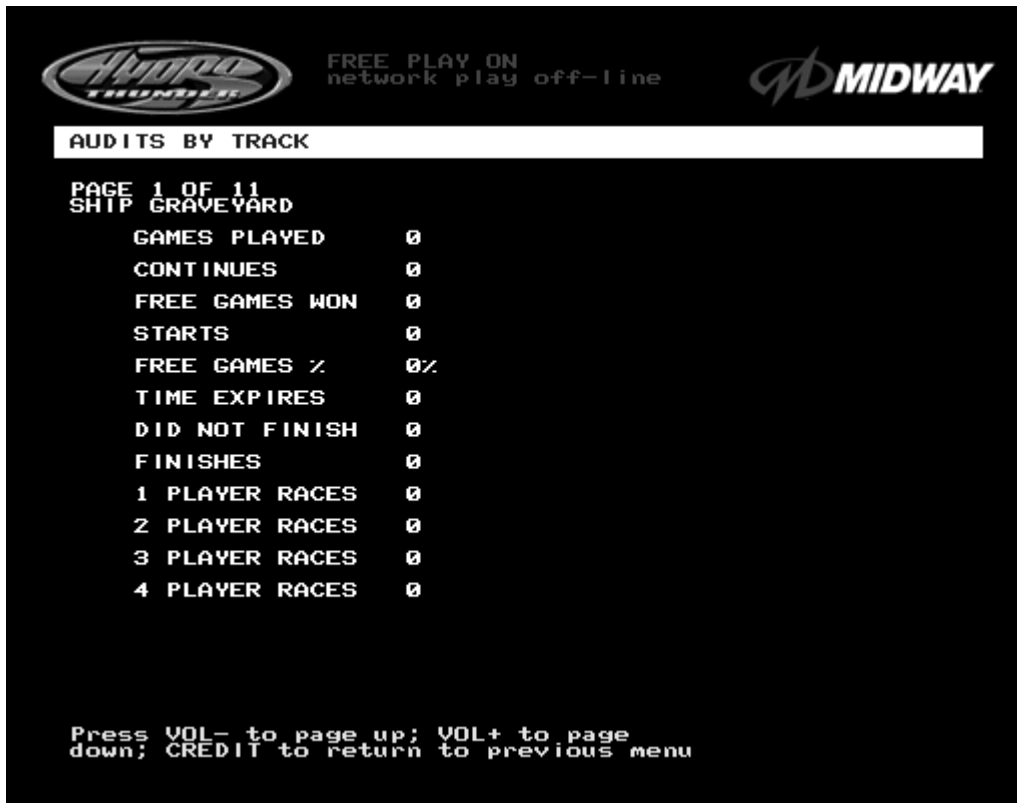 HYDRO
THUNDER
FREE PLAY ON
network play off-line
MIDWAY
AUDITS BY TRACK
PAGE 1 OF 11
SHIP GRAVEYARD
GAMES PLAYED 0
CONTINUES 0
FREE GAMES WON 0
STARTS 0
FREE GAMES % 0%
TIME EXPIRES 0
DID NOT FINISH 0
FINISHES 0
1 PLAYER RACES 0
2 PLAYER RACES 0
3 PLAYER RACES 0
4 PLAYER RACES 0
Press VOL- to page up; VOL+ to page
down; CREDIT to return to previous menu